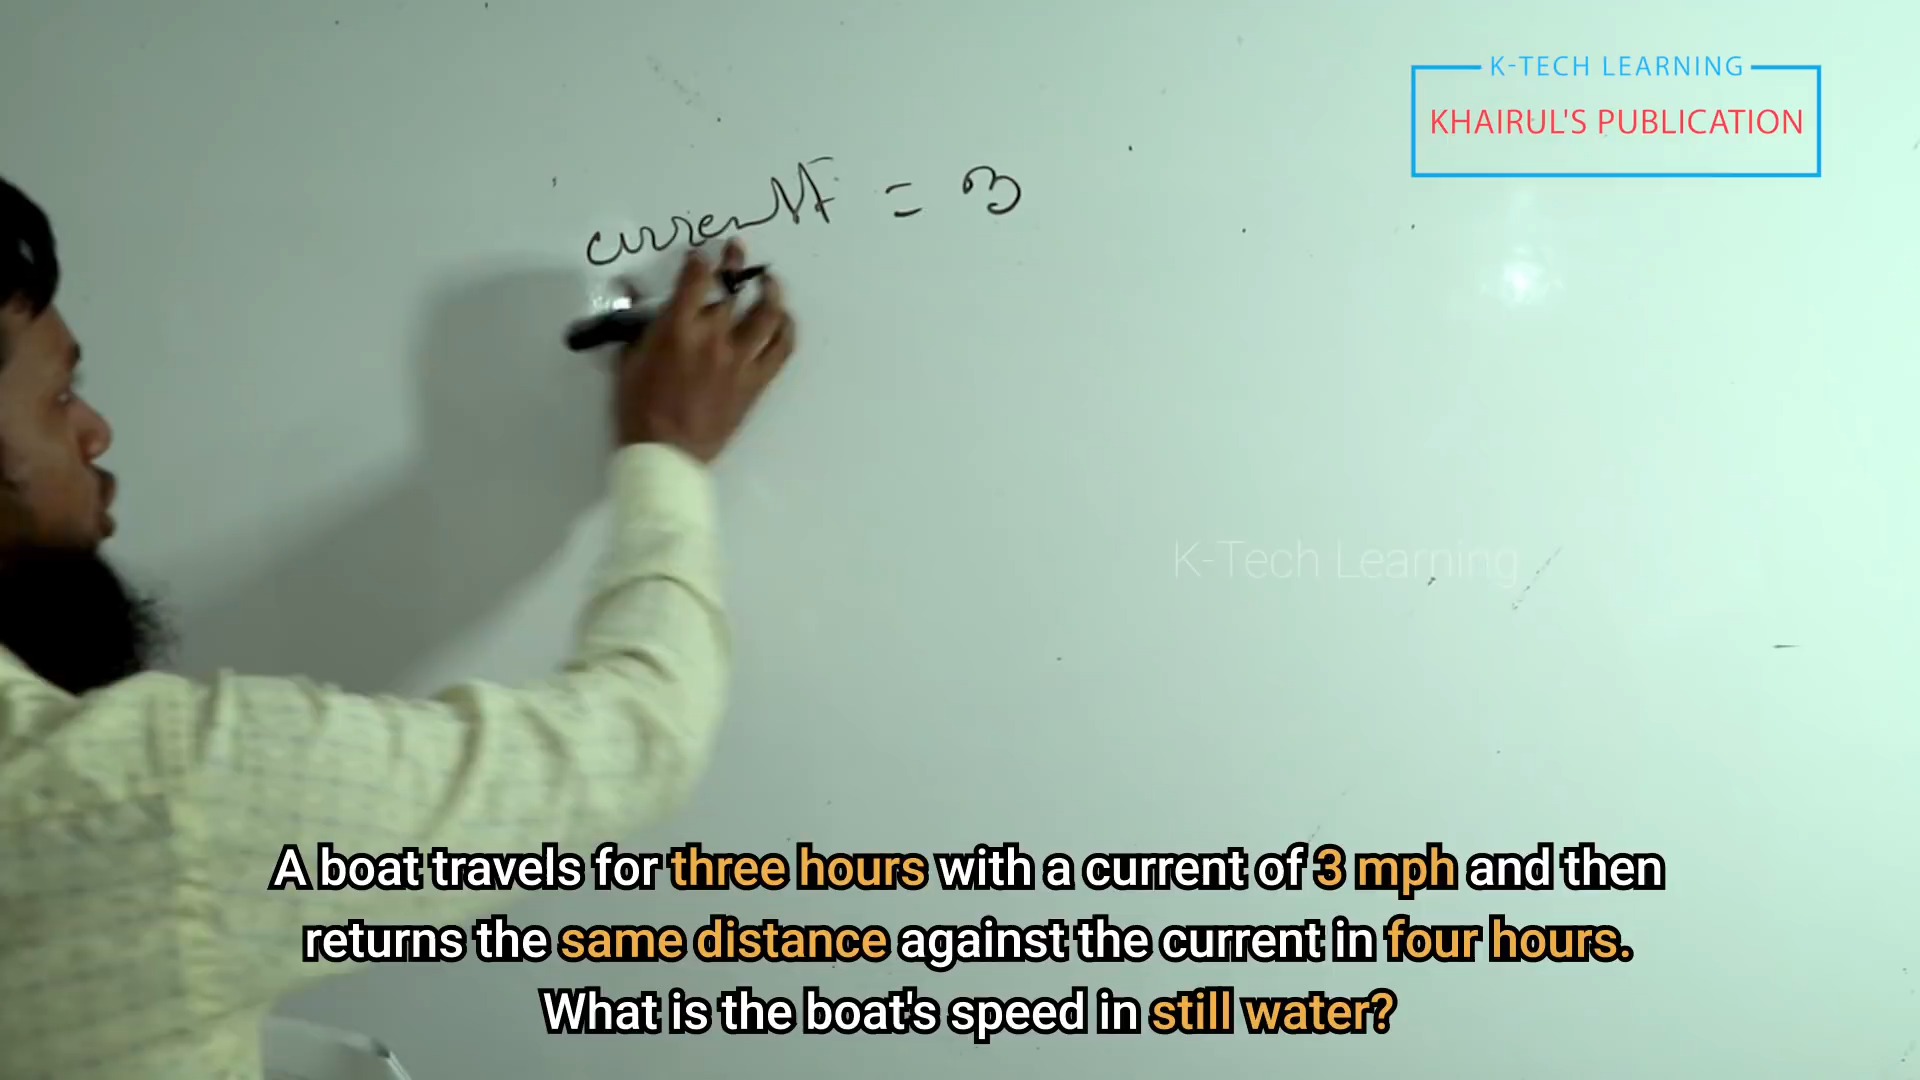 K-TECH LEARNING
KHAIRUL'S PUBLICATION
current = 3
K-Tech Learning
A boat travels for three hours with a current of 3 mph and then
returns the same distance against the current in four hours.
What is the boat's speed in still water?